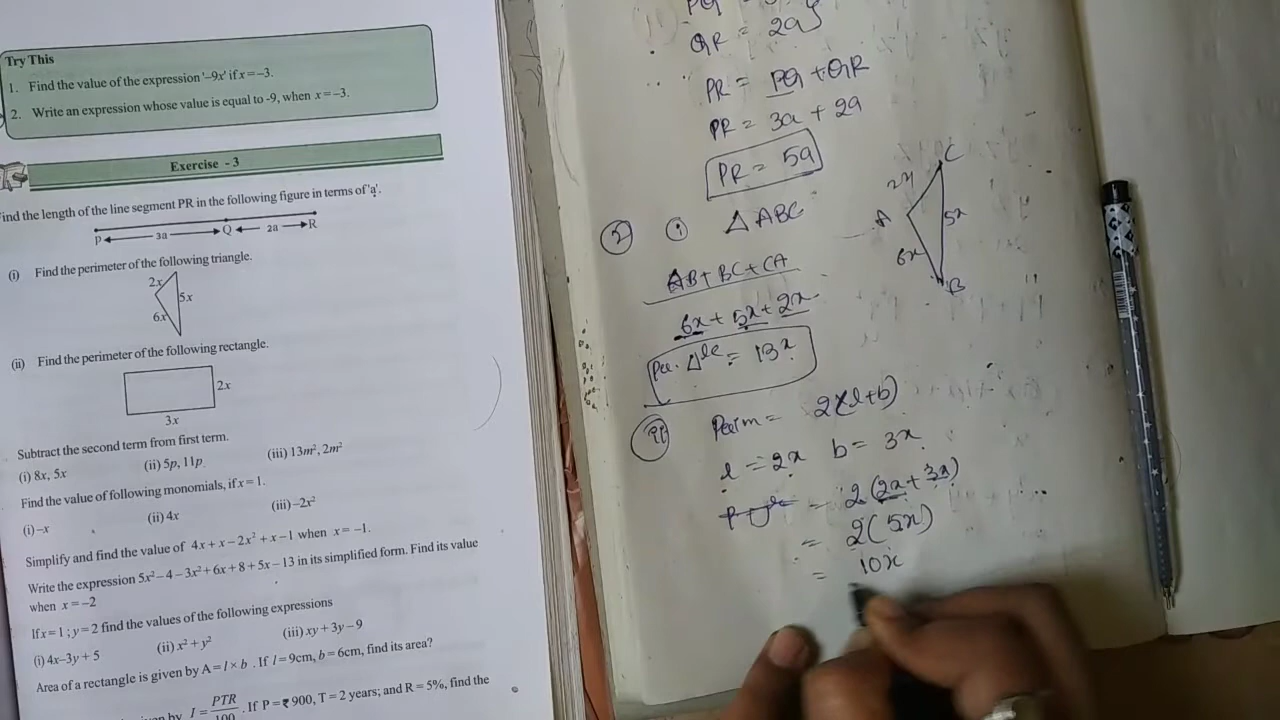 Try This
1. Find the value of the expression '–9x' if x = –3.
2. Write an expression whose value is equal to -9, when x = –3.
Exercise - 3
ind the length of the line segment PR in the following figure in terms of 'a'.
P 3a Q 2a R
(i) Find the perimeter of the following triangle.
2x
5x
6x
(ii) Find the perimeter of the following rectangle.
2x
3x
Subtract the second term from first term.
(i) 8x, 5x (ii) 5p, 11p (iii) 13m², 2m²
Find the value of following monomials, if x = 1.
(i) –x (ii) 4x (iii) –2x²
Simplify and find the value of 4x + x – 2x² + x – 1 when x = –1.
Write the expression 5x² – 4 – 3x² + 6x + 8 + 5x – 13 in its simplified form. Find its value
when x = –2
If x = 1 ; y = 2 find the values of the following expressions
(i) 4x–3y + 5 (ii) x² + y² (iii) xy + 3y – 9
Area of a rectangle is given by A = l × b . If l = 9cm, b = 6cm, find its area?
by I = PTR/100 . If P = ₹ 900, T = 2 years; and R = 5%, find the
QR = 2a
PR = PQ + QR
PR = 3a + 2a
PR = 5a
2 i △ ABC
AB + BC + CA
6x + 5x + 2x
Per. △le = 13x
C
2x
A
5x
6x
B
ii Perim = 2(l+b)
l = 2x b = 3x
= 2(2x + 3x)
= 2(5x)
= 10x